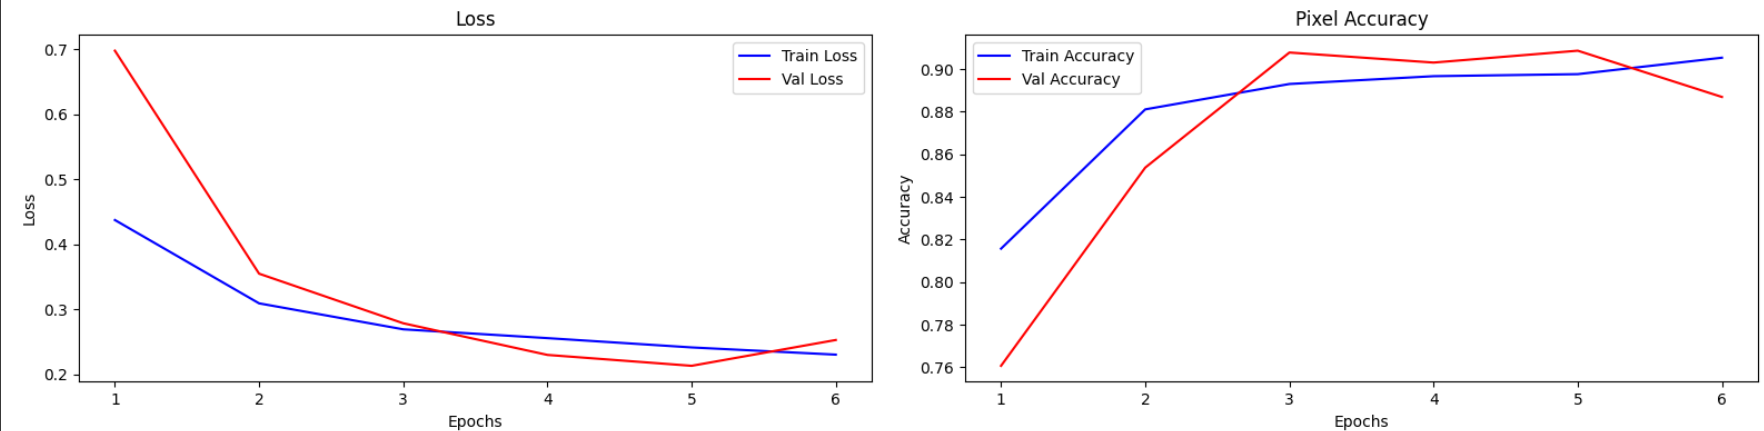 Loss
Train Loss
Val Loss
0.7
0.6
0.5
0.4
0.3
0.2
Loss
1 2 3 4 5 6
Epochs
Pixel Accuracy
Train Accuracy
Val Accuracy
0.90
0.88
0.86
0.84
0.82
0.80
0.78
0.76
Accuracy
1 2 3 4 5 6
Epochs